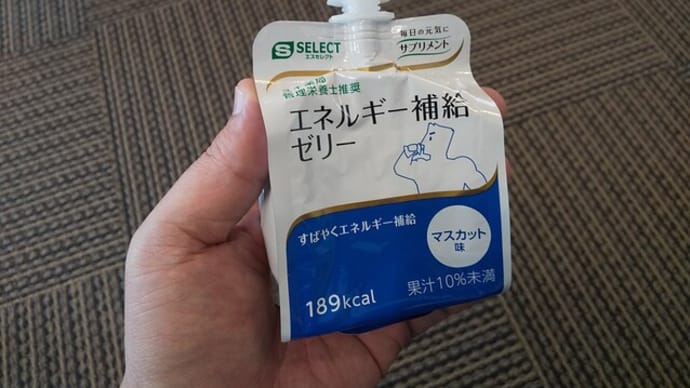 S SELECT
エスセレクト
毎日の元気に
サプリメント
管理栄養士推奨
エネルギー補給
ゼリー
すばやくエネルギー補給
マスカット
味
189kcal
果汁10%未満